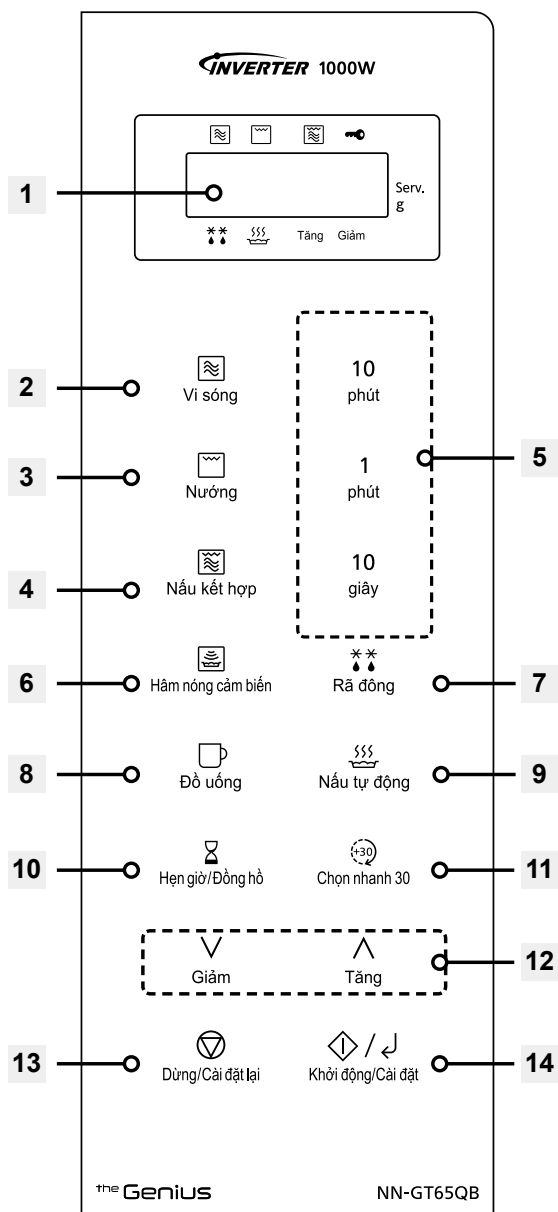 INVERTER 1000W
1
Serv.
g
Tăng Giảm
2
Vi sóng
10
phút
3
Nướng
1
phút
5
4
Nấu kết hợp
10
giây
6
Hâm nóng cảm biến
Rã đông
7
8
Đồ uống
Nấu tự động
9
10
Hẹn giờ/Đồng hồ
+30
Chọn nhanh 30
11
Giảm
Tăng
12
13
Dừng/Cài đặt lại
Khởi động/Cài đặt
14
the Genius
NN-GT65QB